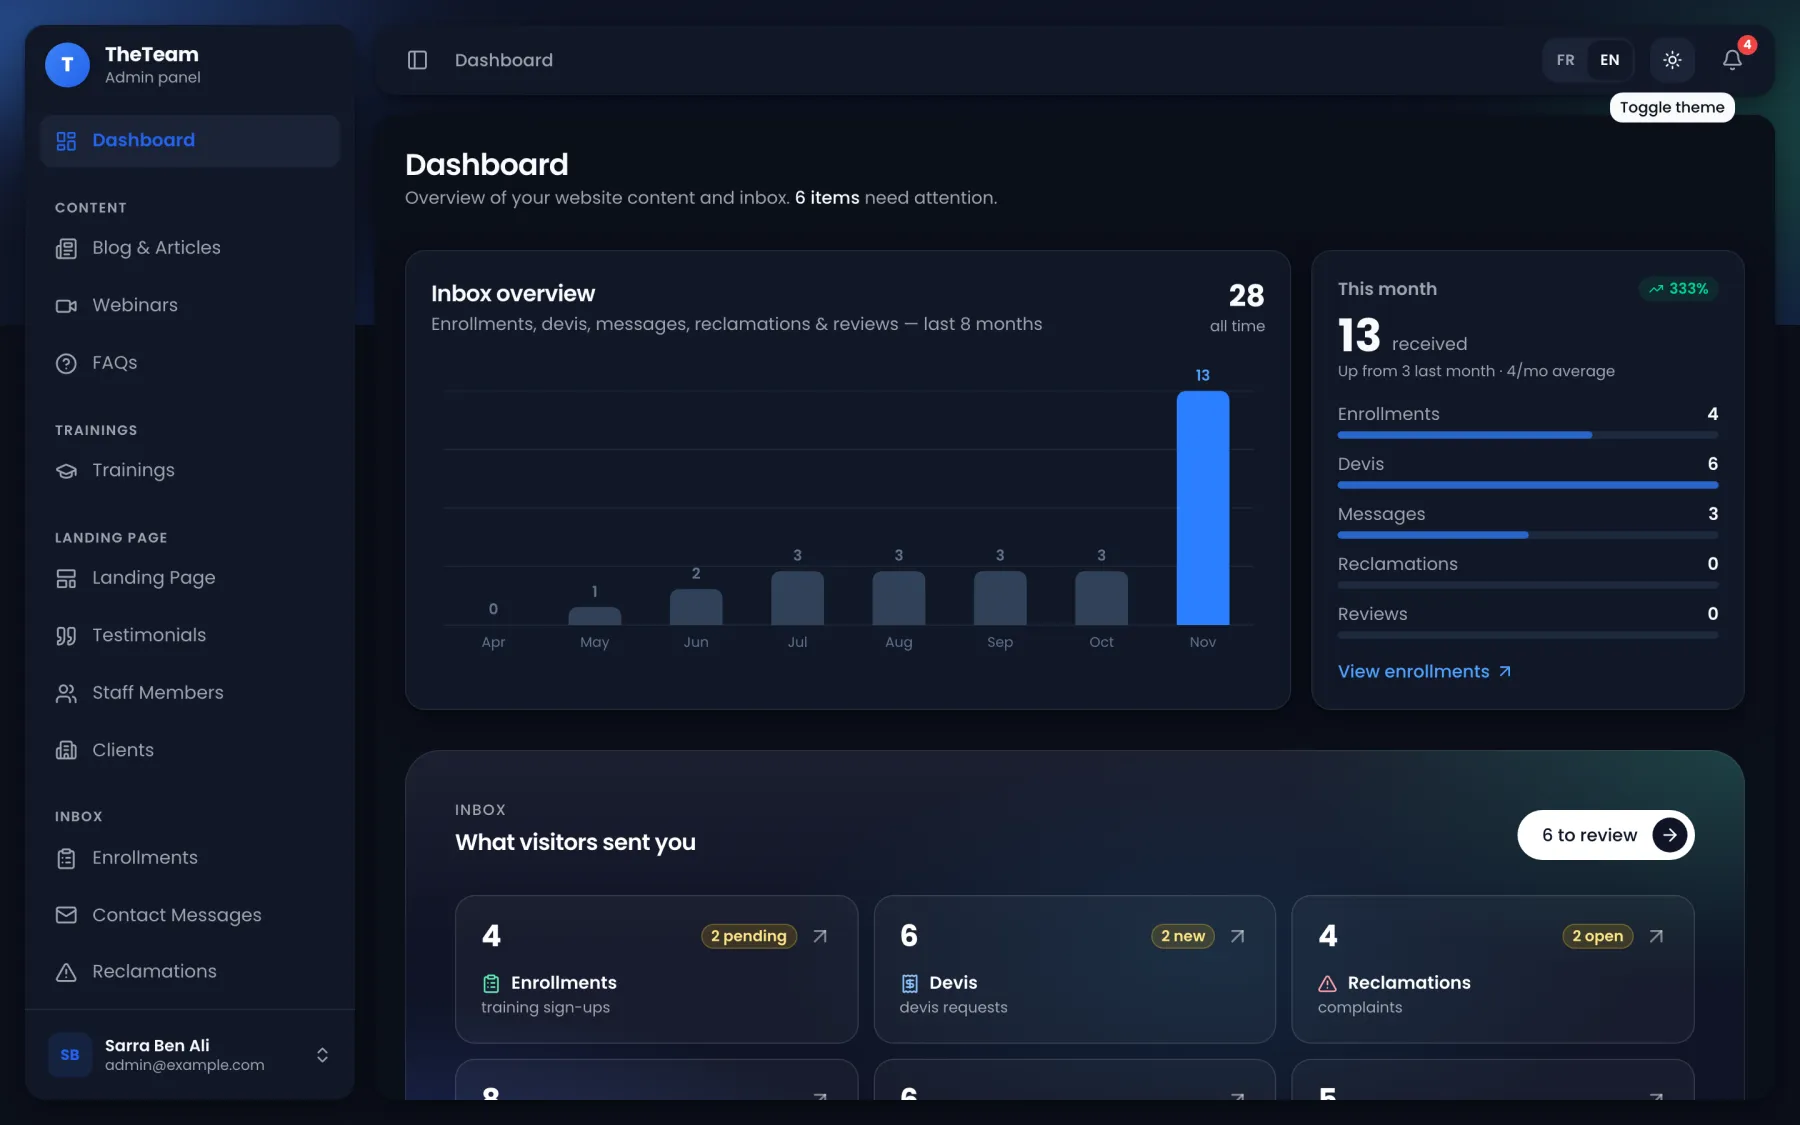 T
TheTeam
Admin panel
Dashboard
CONTENT
Blog & Articles
Webinars
FAQs
TRAININGS
Trainings
LANDING PAGE
Landing Page
Testimonials
Staff Members
Clients
INBOX
Enrollments
Contact Messages
Reclamations
SB
Sarra Ben Ali
admin@example.com
Dashboard
FR EN
4
Toggle theme
Dashboard
Overview of your website content and inbox. 6 items need attention.
Inbox overview
Enrollments, devis, messages, reclamations & reviews — last 8 months
28
all time
0 1 2 3 3 3 3 13
Apr May Jun Jul Aug Sep Oct Nov
This month
333%
13 received
Up from 3 last month · 4/mo average
Enrollments 4
Devis 6
Messages 3
Reclamations 0
Reviews 0
View enrollments
INBOX
What visitors sent you
6 to review
4
2 pending
Enrollments
training sign-ups
6
2 new
Devis
devis requests
4
2 open
Reclamations
complaints
8
6
5